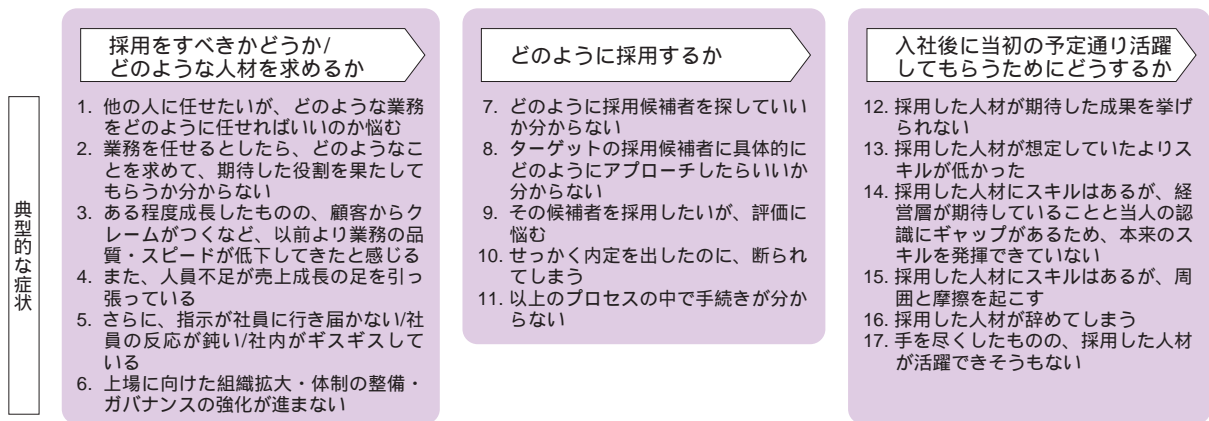 採用をすべきかどうか/
どのような人材を求めるか
典型的な症状
1. 他の人に任せたいが、どのような業務
をどのように任せればいいのか悩む
2. 業務を任せるとしたら、どのようなこ
とを求めて、期待した役割を果たして
もらうか分からない
3. ある程度成長したものの、顧客からク
レームがつくなど、以前より業務の品
質・スピードが低下してきたと感じる
4. また、人員不足が売上成長の足を引っ
張っている
5. さらに、指示が社員に行き届かない/社
員の反応が鈍い/社内がギスギスして
いる
6. 上場に向けた組織拡大・体制の整備・
ガバナンスの強化が進まない
どのように採用するか
7. どのように採用候補者を探していい
か分からない
8. ターゲットの採用候補者に具体的に
どのようにアプローチしたらいいか
分からない
9. その候補者を採用したいが、評価に
悩む
10. せっかく内定を出したのに、断られ
てしまう
11. 以上のプロセスの中で手続きが分か
らない
入社後に当初の予定通り活躍
してもらうためにどうするか
12. 採用した人材が期待した成果を挙げ
られない
13. 採用した人材が想定していたよりス
キルが低かった
14. 採用した人材にスキルはあるが、経
営層が期待していることと当人の認
識にギャップがあるため、本来のス
キルを発揮できていない
15. 採用した人材にスキルはあるが、周
囲と摩擦を起こす
16. 採用した人材が辞めてしまう
17. 手を尽くしたものの、採用した人材
が活躍できそうもない